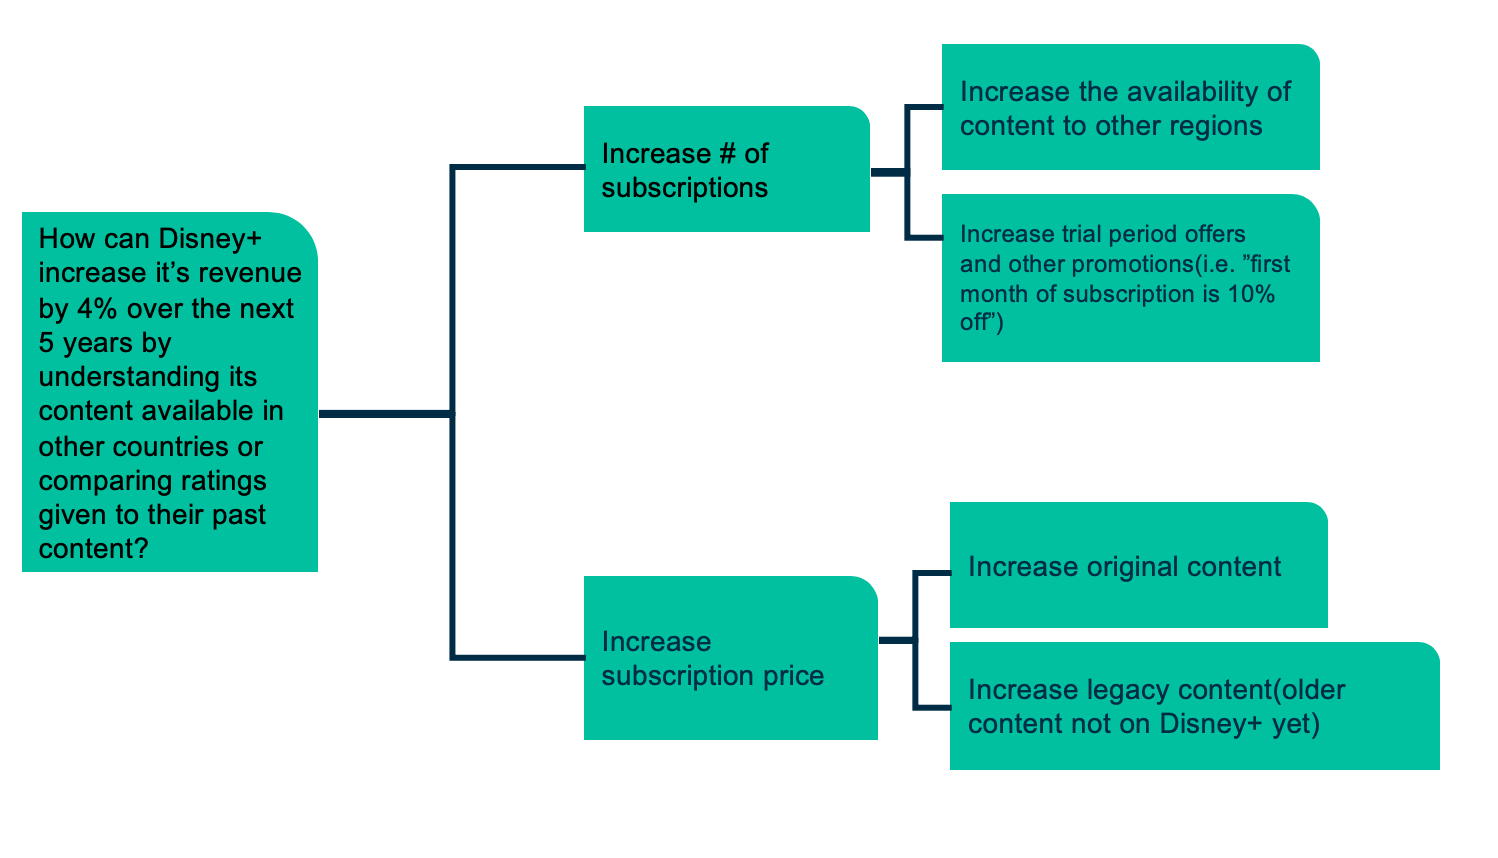 How can Disney+
increase it’s revenue
by 4% over the next
5 years by
understanding its
content available in
other countries or
comparing ratings
given to their past
content?
Increase # of
subscriptions
Increase the availability of
content to other regions
Increase trial period offers
and other promotions(i.e. ”first
month of subscription is 10%
off”)
Increase
subscription price
Increase original content
Increase legacy content(older
content not on Disney+ yet)